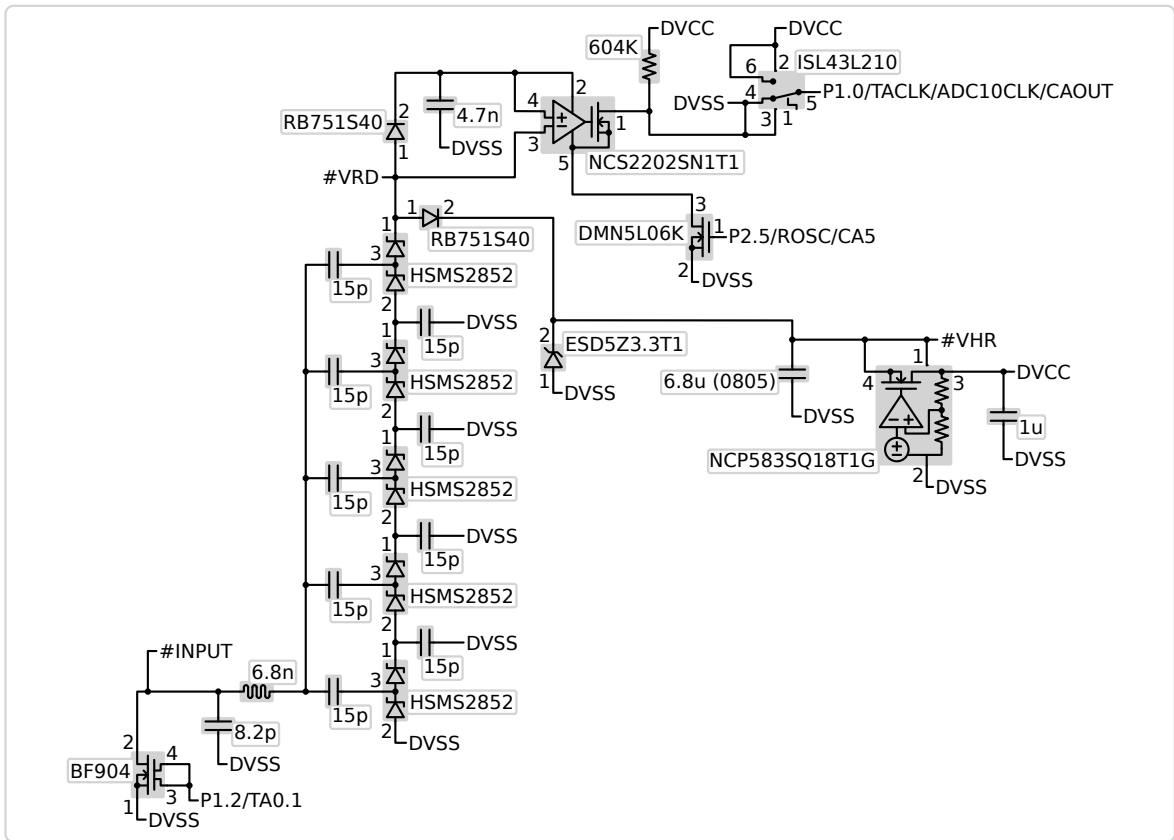 DVCC
DVCC
604K
2
ISL43L210
6
2
4
P1.0/TACLK/ADC10CLK/CAOUT
DVSS
5
2
4
3
1
RB751S40
4.7n
1
3
1
DVSS
5
NCS2202SN1T1
#VRD
3
1
2
DMN5L06K
1
P2.5/ROSC/CA5
1
RB751S40
3
2
HSMS2852
DVSS
15p
2
DVSS
1
15p
2
ESD5Z3.3T1
#VHR
3
1
HSMS2852
1
DVSS
6.8u (0805)
4
3
DVCC
15p
2
DVSS
DVSS
1u
1
15p
NCP583SQ18T1G
DVSS
3
2
DVSS
HSMS2852
15p
2
DVSS
1
15p
3
HSMS2852
15p
2
#INPUT
DVSS
1
15p
6.8n
3
HSMS2852
15p
2
8.2p
DVSS
2
4
DVSS
BF904
3
P1.2/TA0.1
1
DVSS